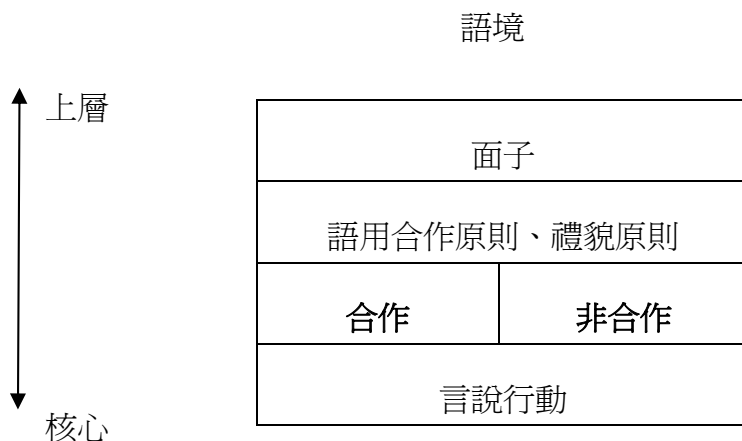 語境
上層
面子
語用合作原則、禮貌原則
合作 非合作
言說行動
核心